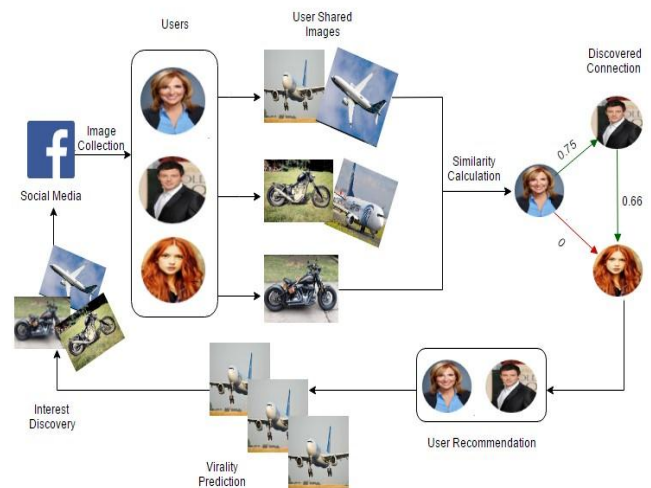 Users
User Shared
Images
Discovered
Connection
f
Image
Collection
Social Media
Similarity
Calculation
0.75
0.66
0
Interest
Discovery
Virality
Prediction
User Recommendation